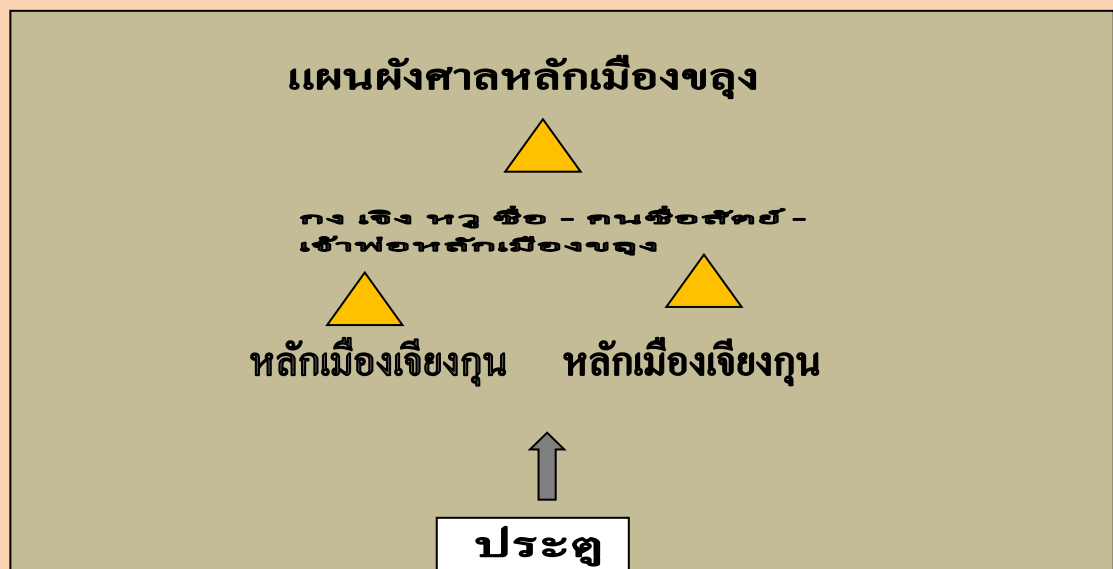 แผนผังศาลหลักเมืองขลุง
กง เจิง หวู ซื่อ - คนซื่อสัตย์ -
เจ้าพ่อหลักเมืองขลุง
หลักเมืองเจียงกุน หลักเมืองเจียงกุน
ประตู